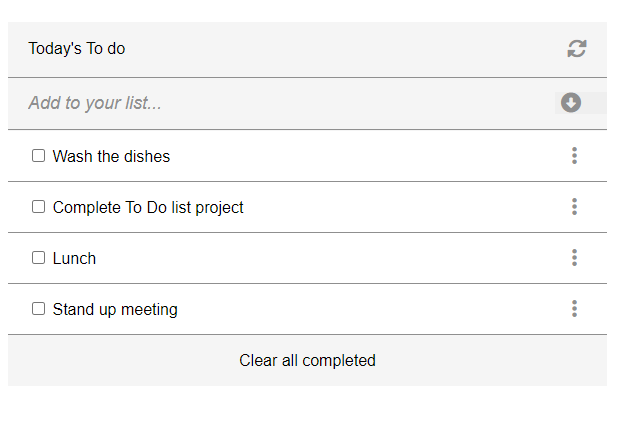 Today's To do
Add to your list...
Wash the dishes
Complete To Do list project
Lunch
Stand up meeting
Clear all completed